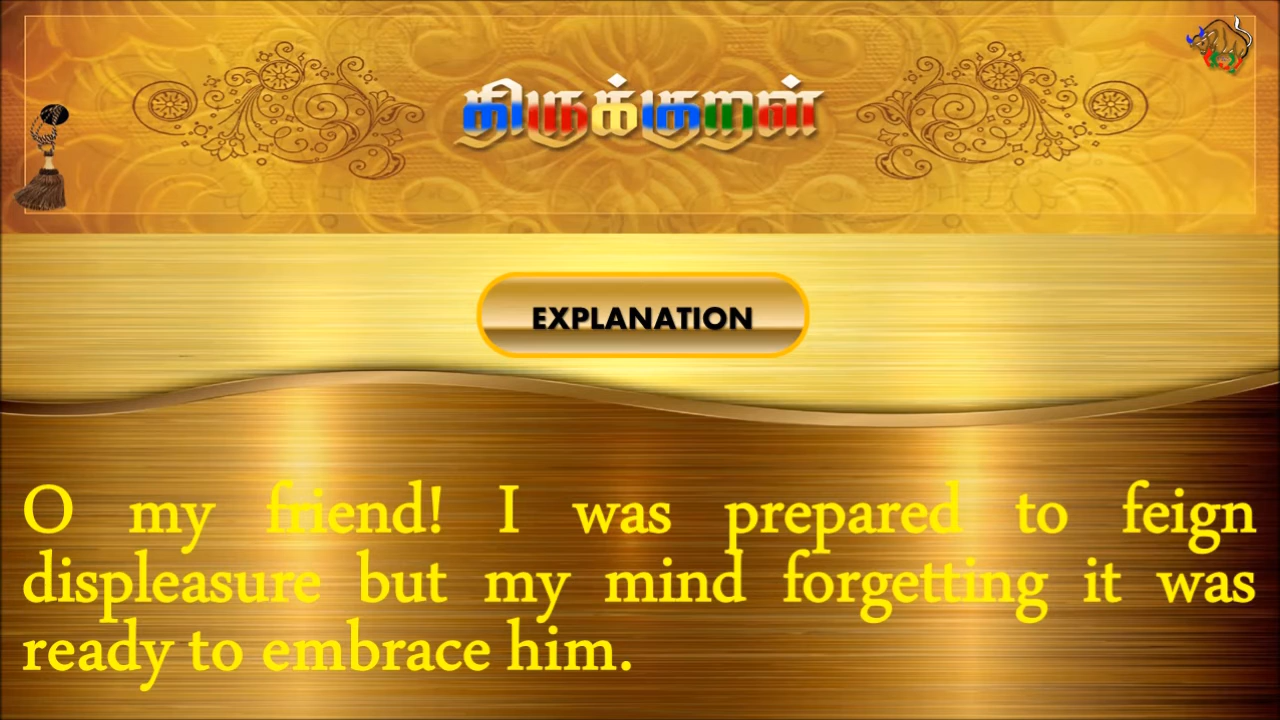 திருக்குறள்
EXPLANATION
O my friend! I was prepared to feign
displeasure but my mind forgetting it was
ready to embrace him.